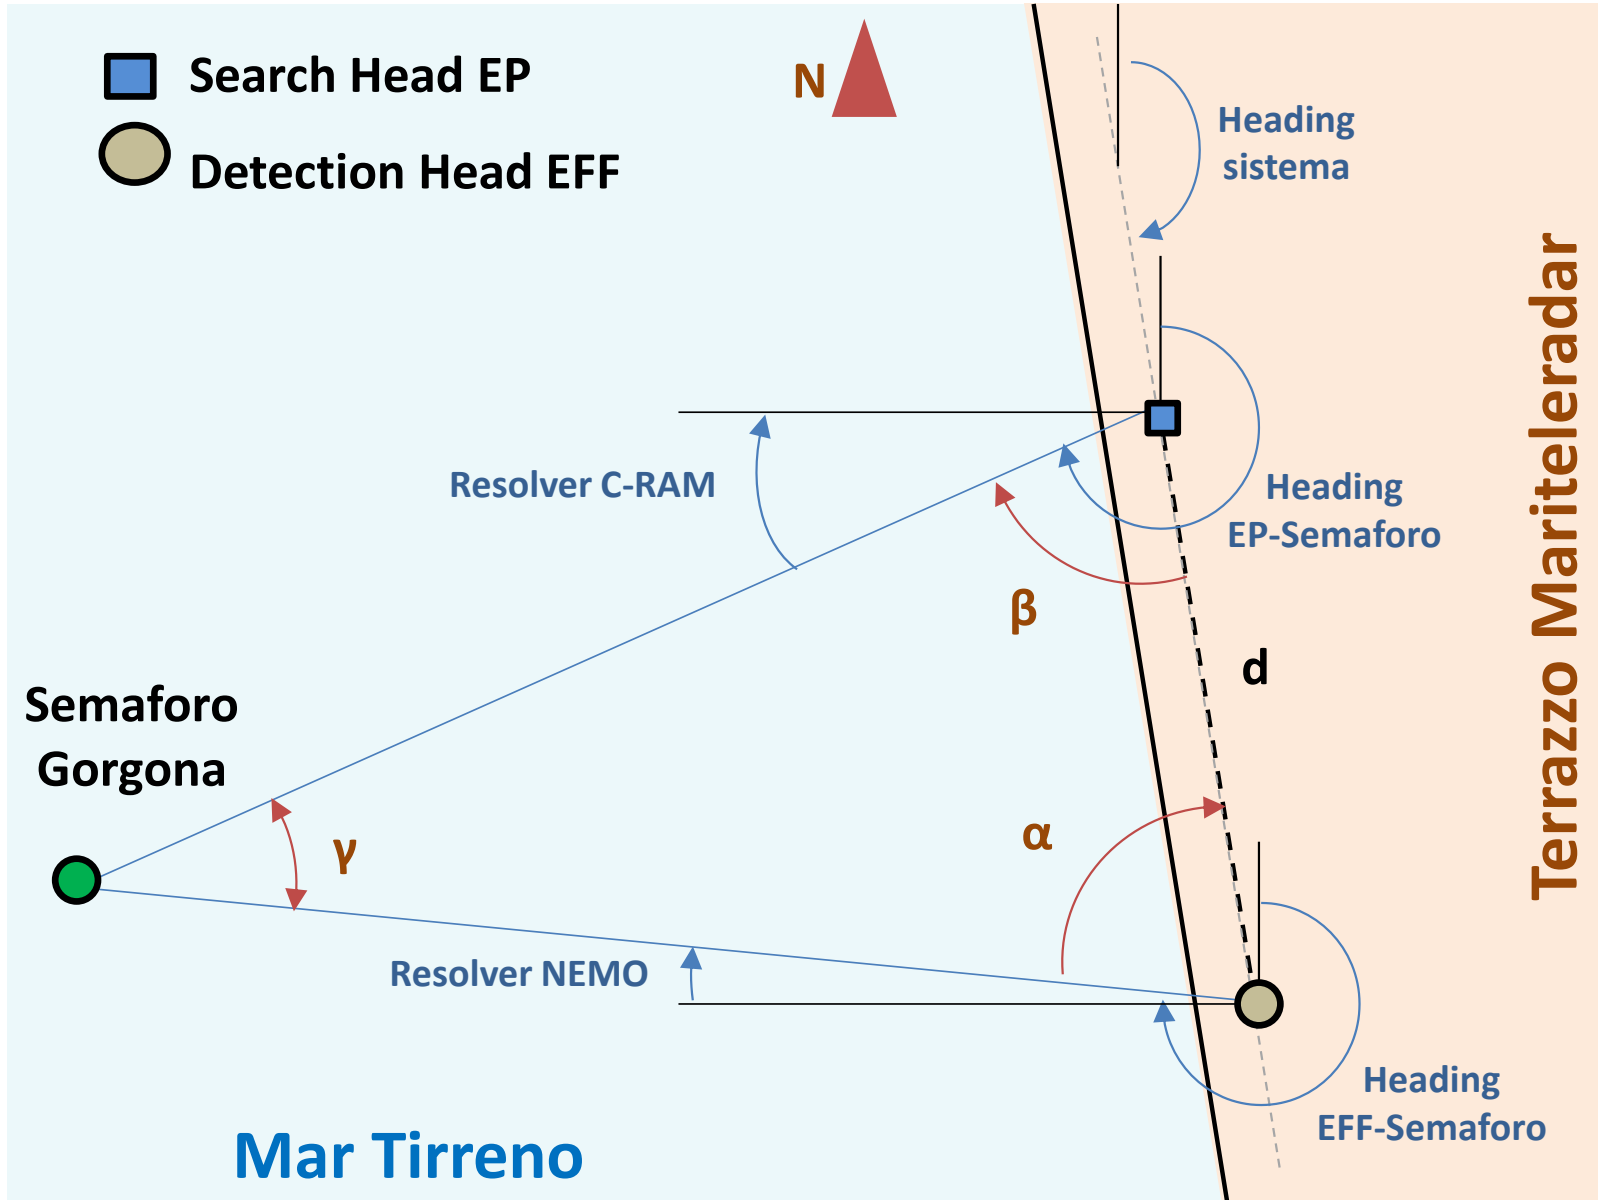 Search Head EP
Detection Head EFF
N
Heading
sistema
Resolver C-RAM
Heading
EP-Semaforo
β
d
Semaforo
Gorgona
γ
α
Resolver NEMO
Heading
EFF-Semaforo
Mar Tirreno
Terrazzo Mariteleradar